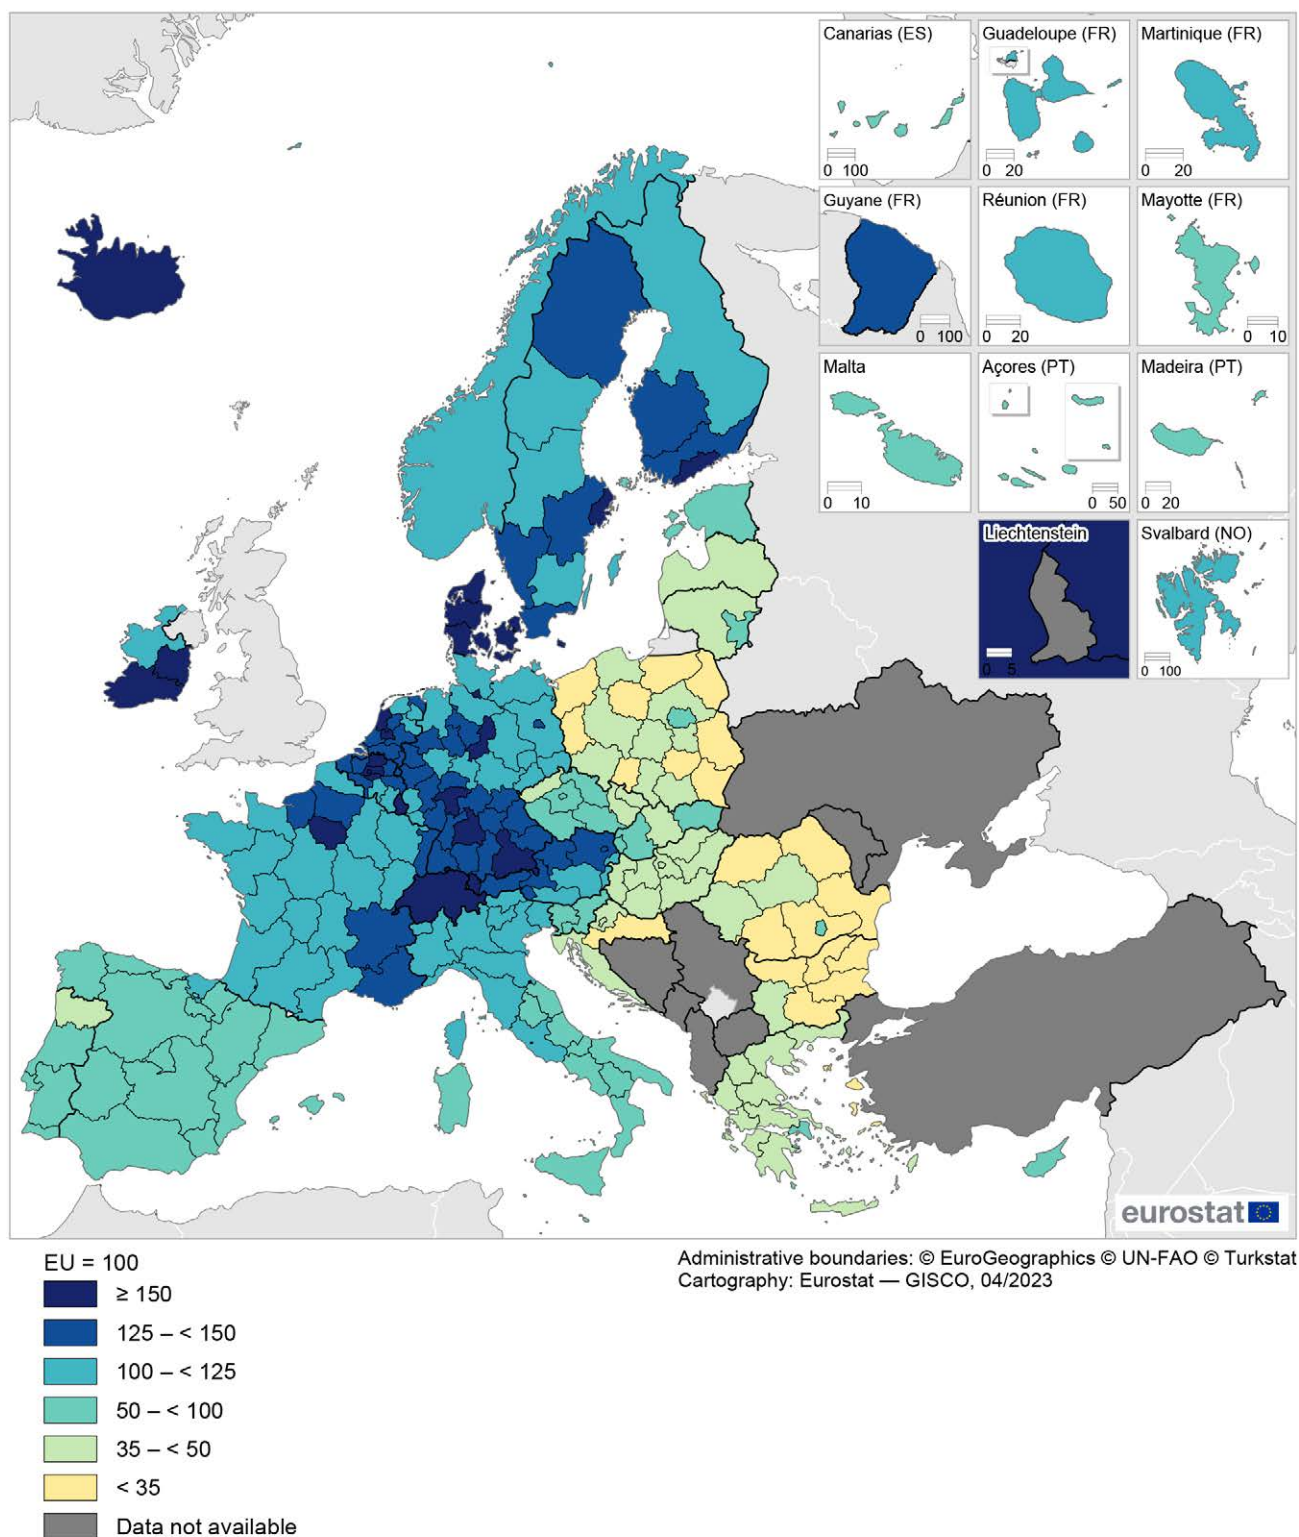 Canarias (ES)
0 100
Guadeloupe (FR)
0 20
Martinique (FR)
0 20
Guyane (FR)
0 100
Réunion (FR)
0 20
Mayotte (FR)
0 10
Malta
0 10
Açores (PT)
0 50
Madeira (PT)
0 20
Liechtenstein
0 5
Svalbard (NO)
0 100
eurostat
Administrative boundaries: © EuroGeographics © UN-FAO © Turkstat
Cartography: Eurostat — GISCO, 04/2023
EU = 100
≥ 150
125 – < 150
100 – < 125
50 – < 100
35 – < 50
< 35
Data not available